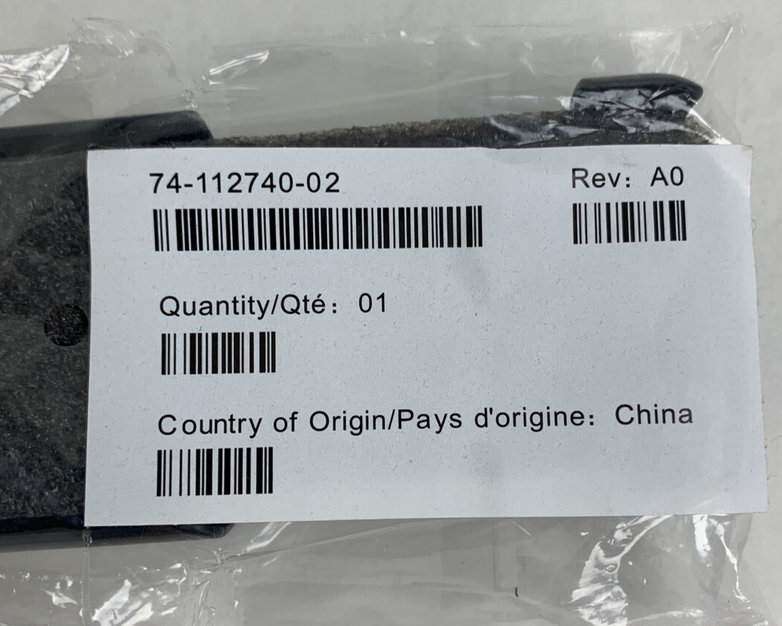 74-112740-02 Rev: A0
Quantity/Qté: 01
Country of Origin/Pays d'origine: China